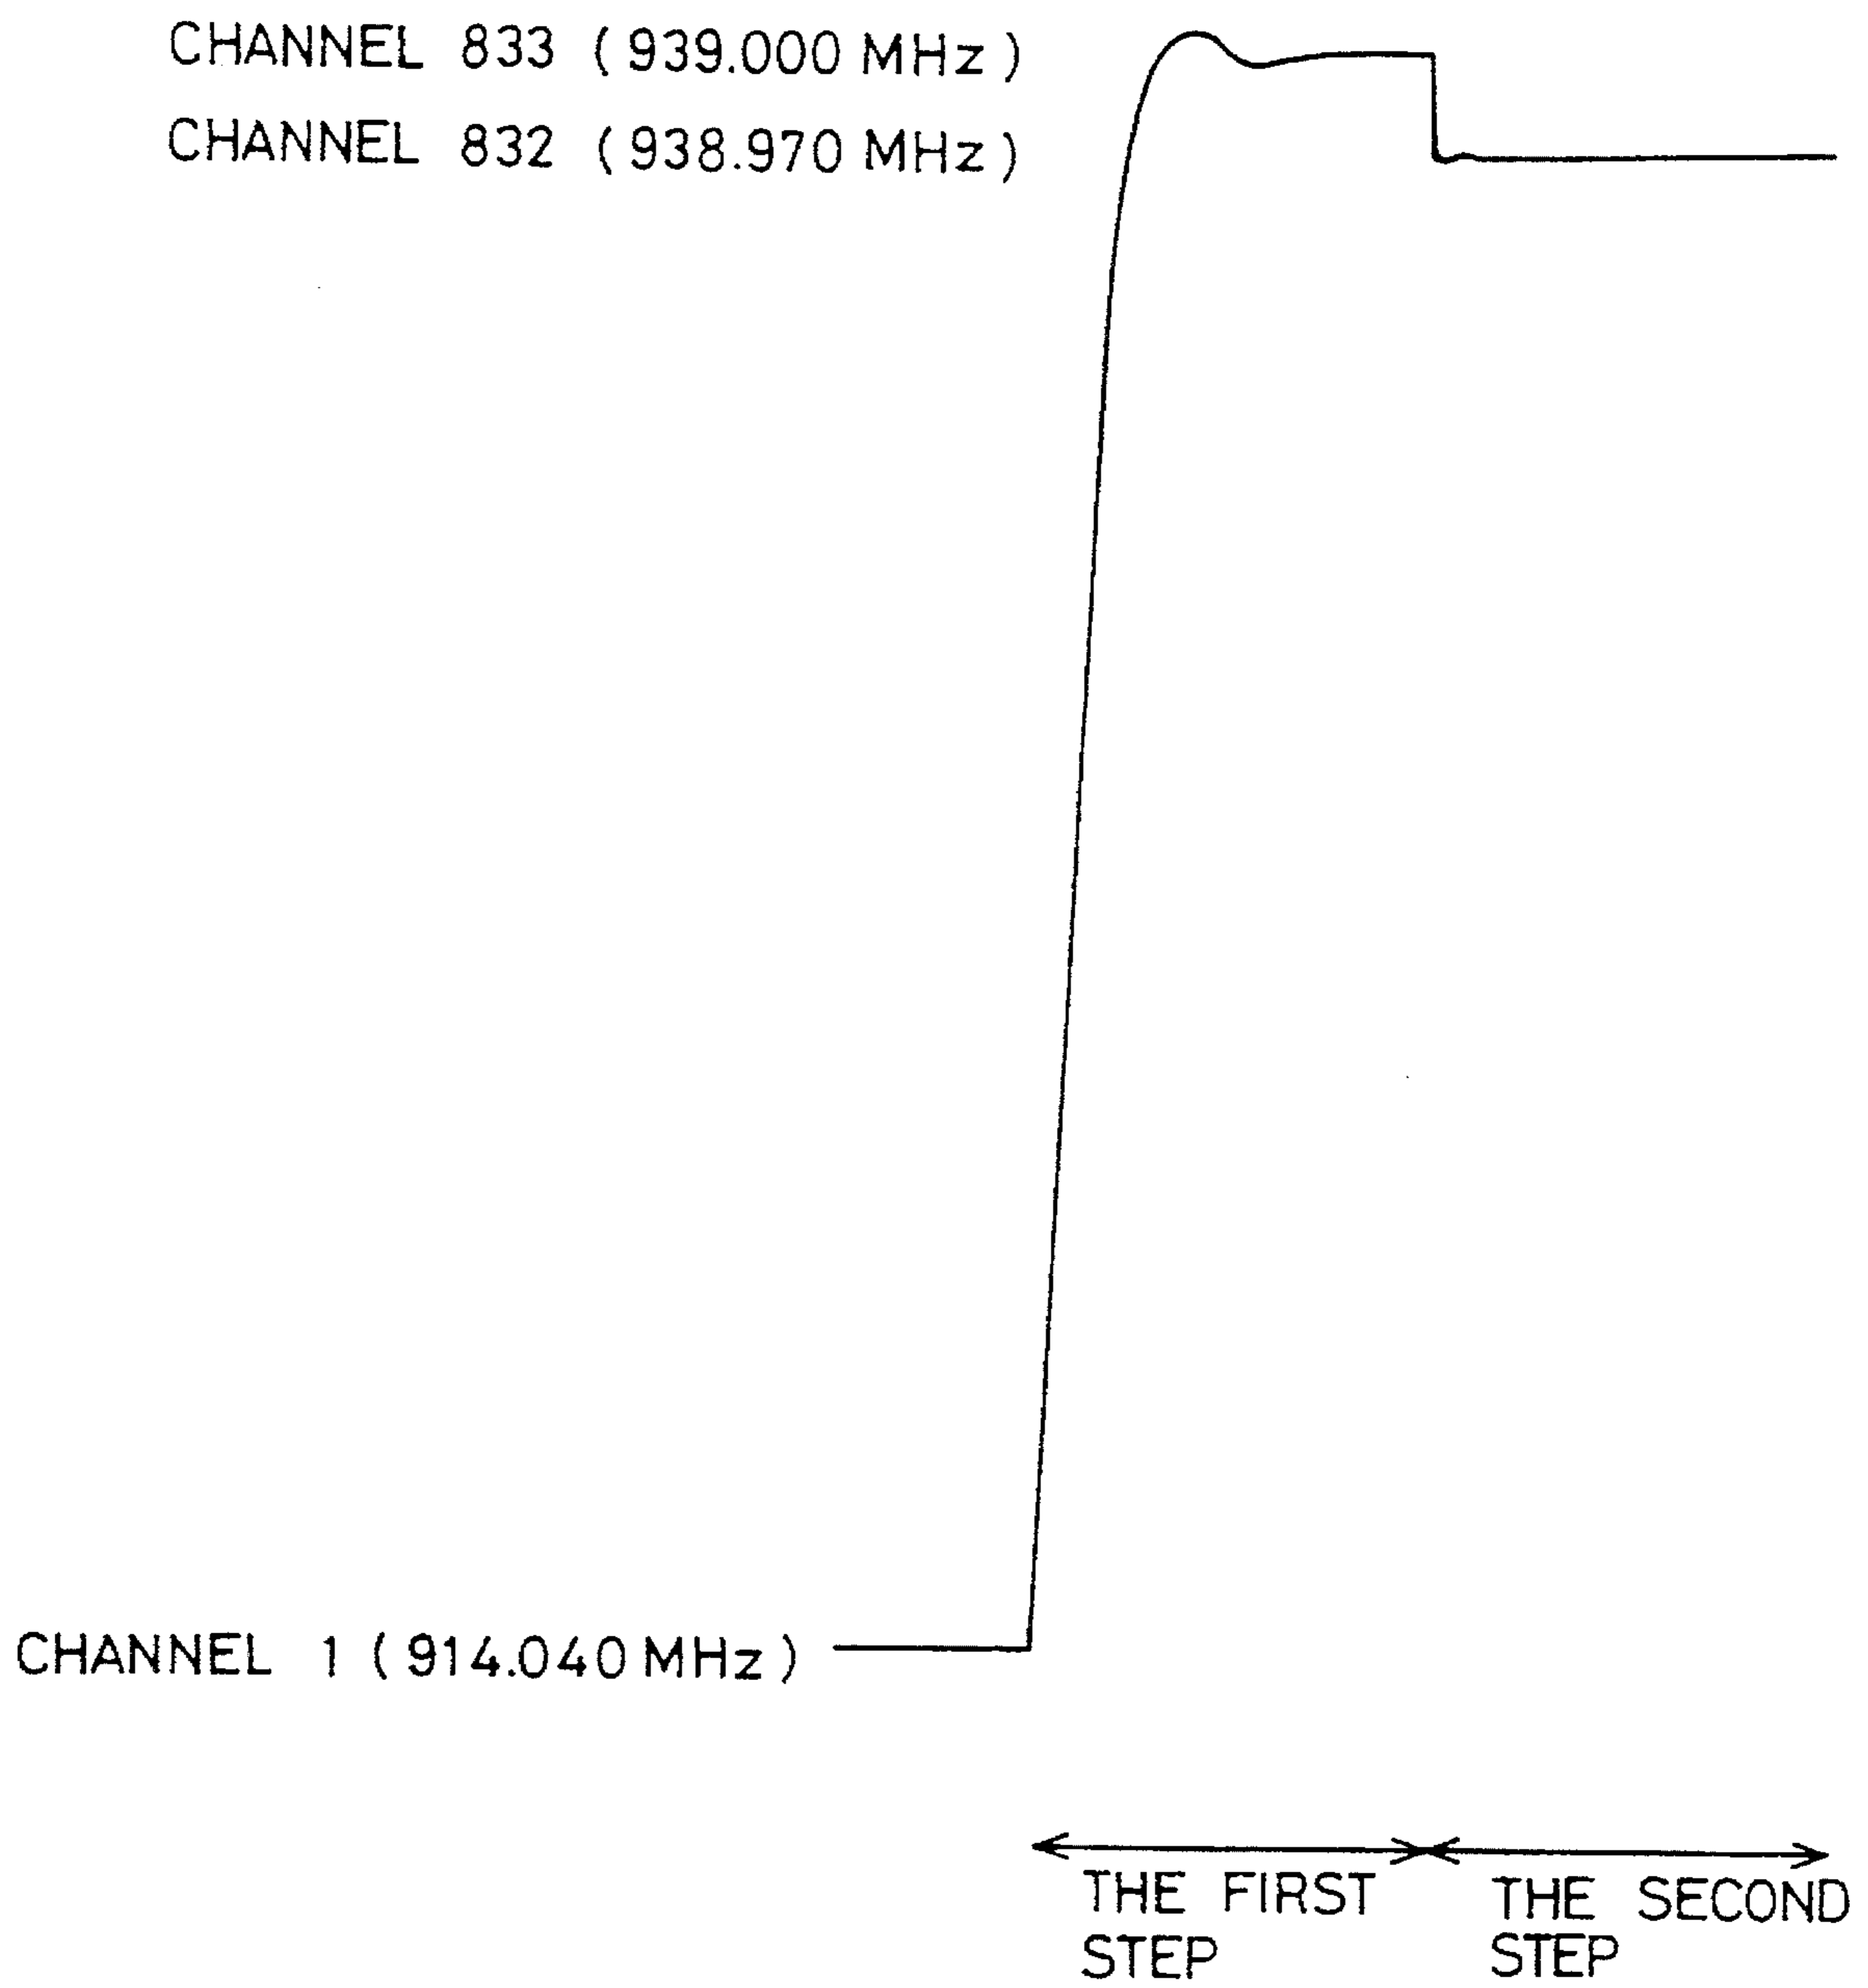 CHANNEL 833 (939.000 MHz)
CHANNEL 832 (938.970 MHz)
CHANNEL 1 (914.040 MHz)
THE FIRST
STEP
THE SECOND
STEP